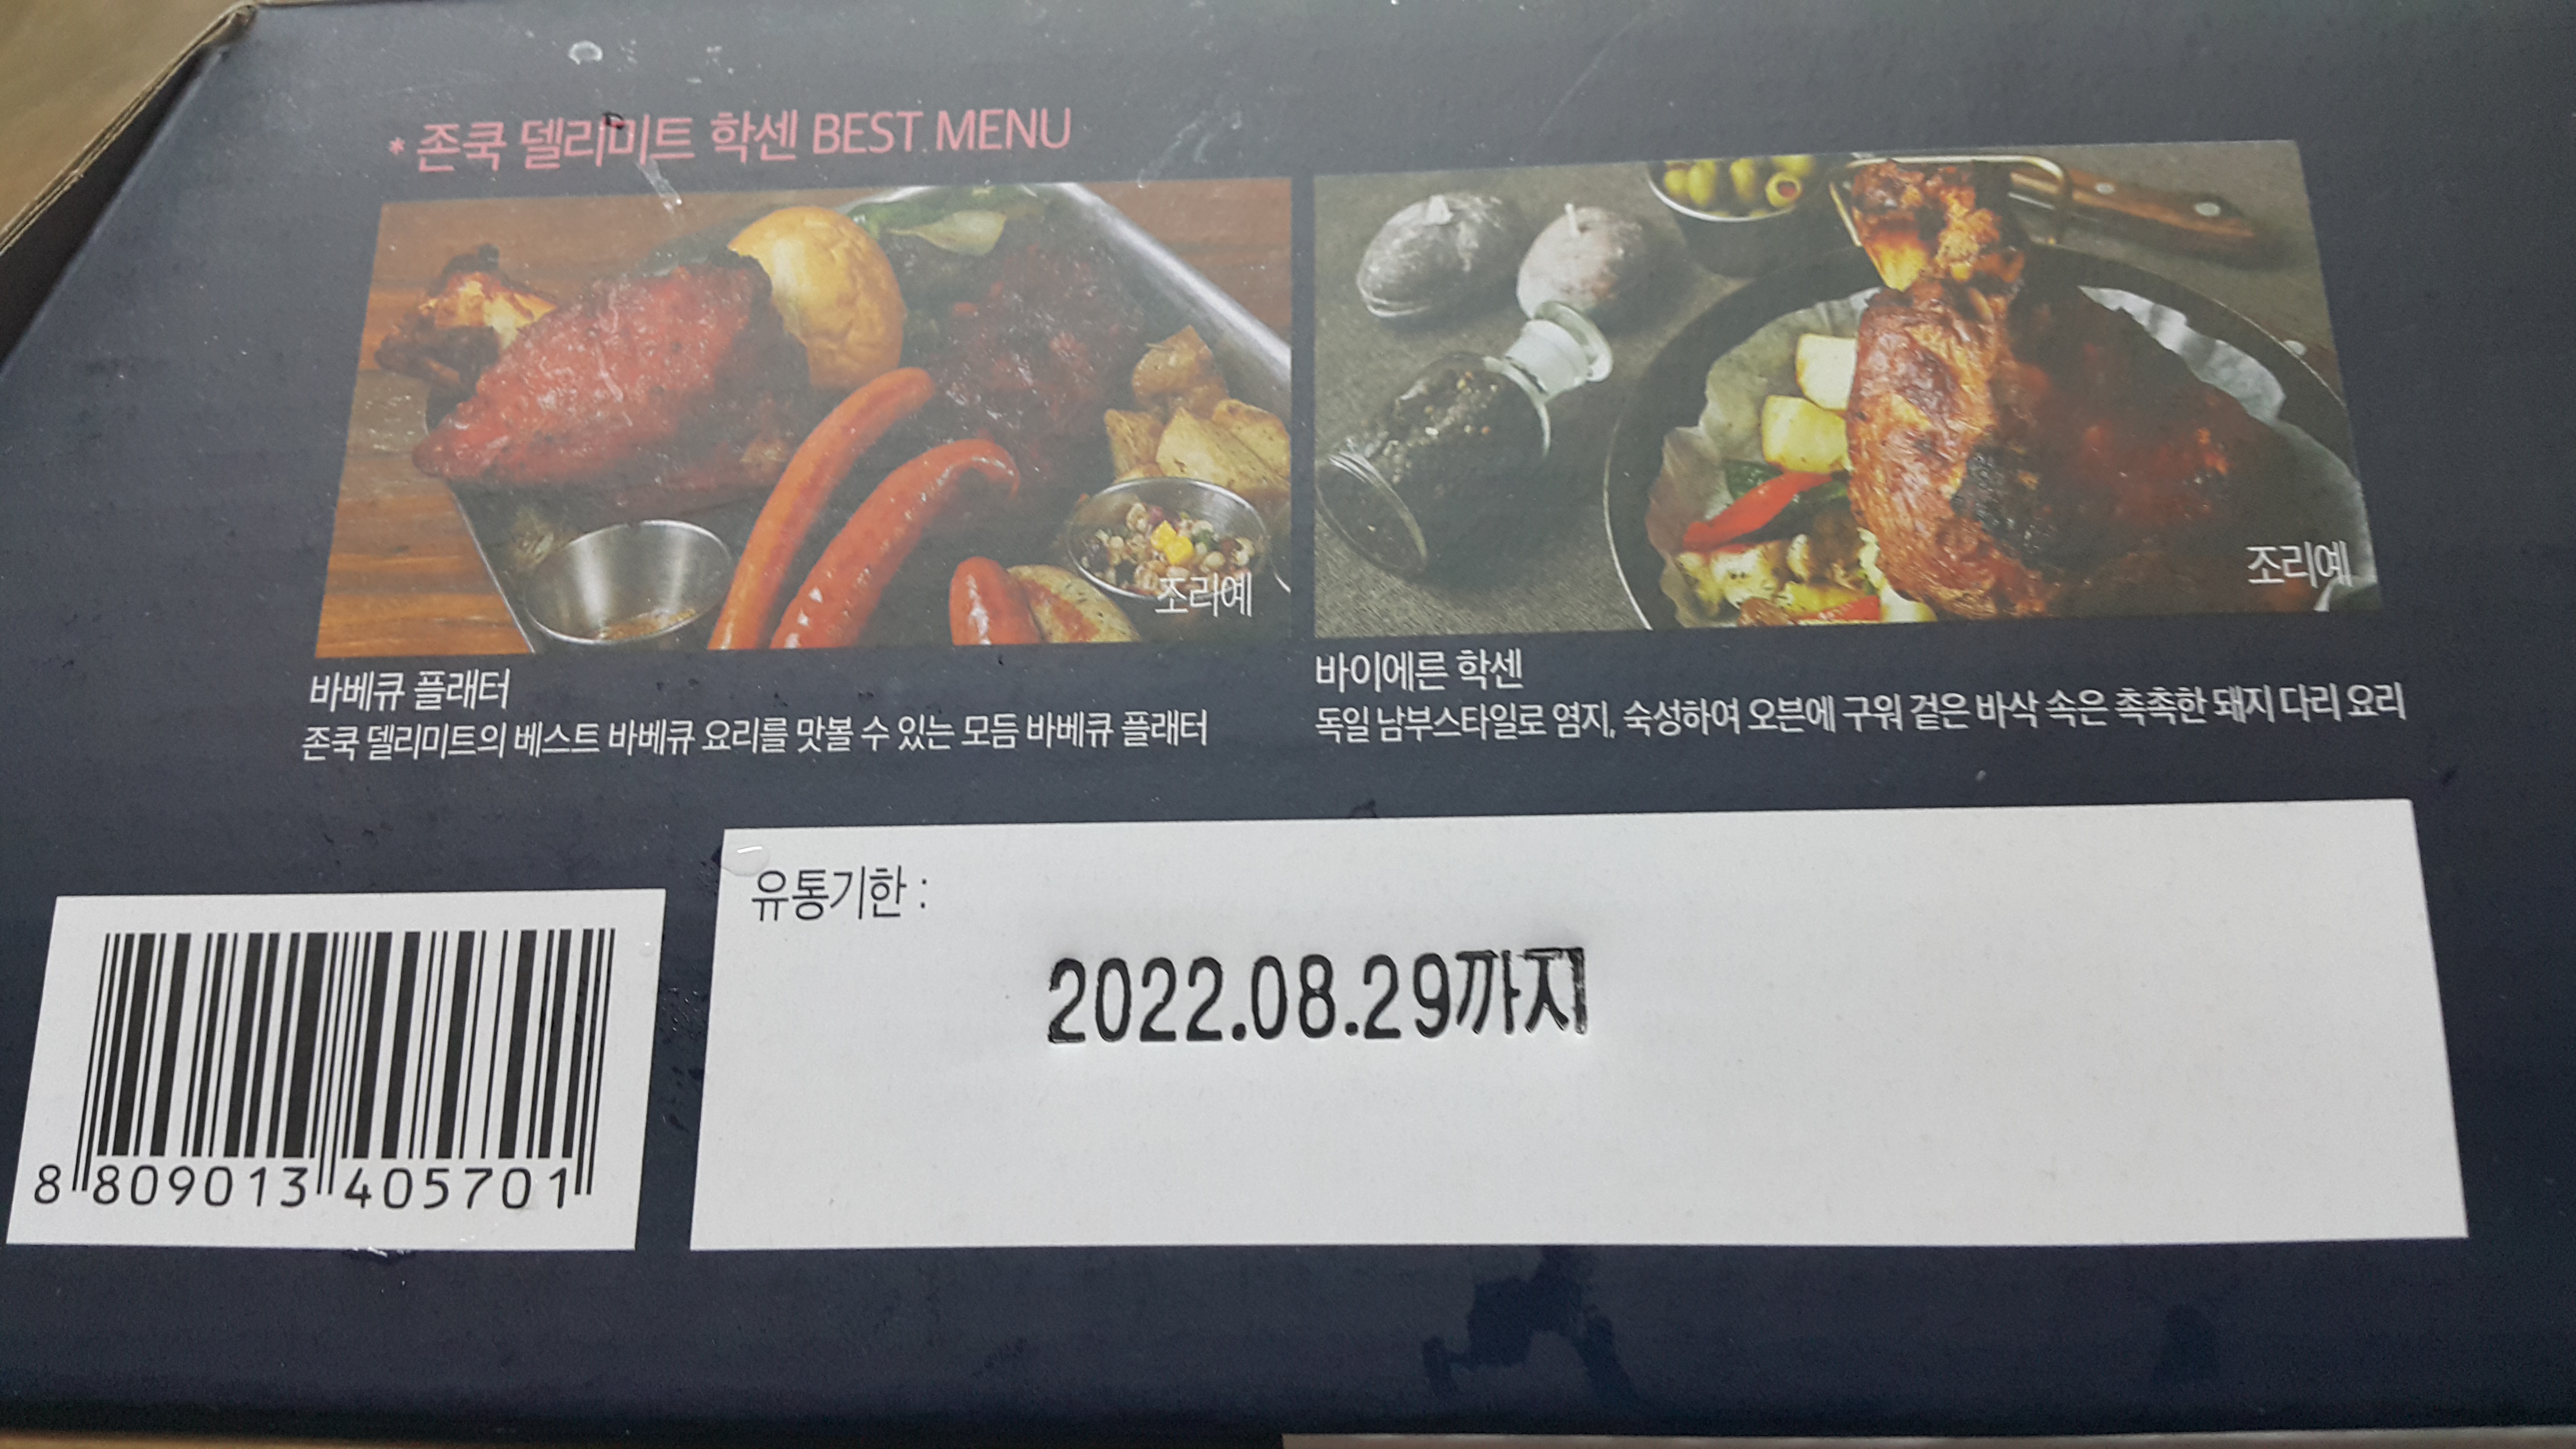 * 존쿡 델리미트 학센 BEST MENU
조리예
조리예
바베큐 플래터
존쿡 델리미트의 베스트 바베큐 요리를 맛볼 수 있는 모듬 바베큐 플래터
바이에른 학센
독일 남부스타일로 염지, 숙성하여 오븐에 구워 겉은 바삭 속은 촉촉한 돼지 다리 요리
유통기한 :
2022.08.29까지
8 809013 405701